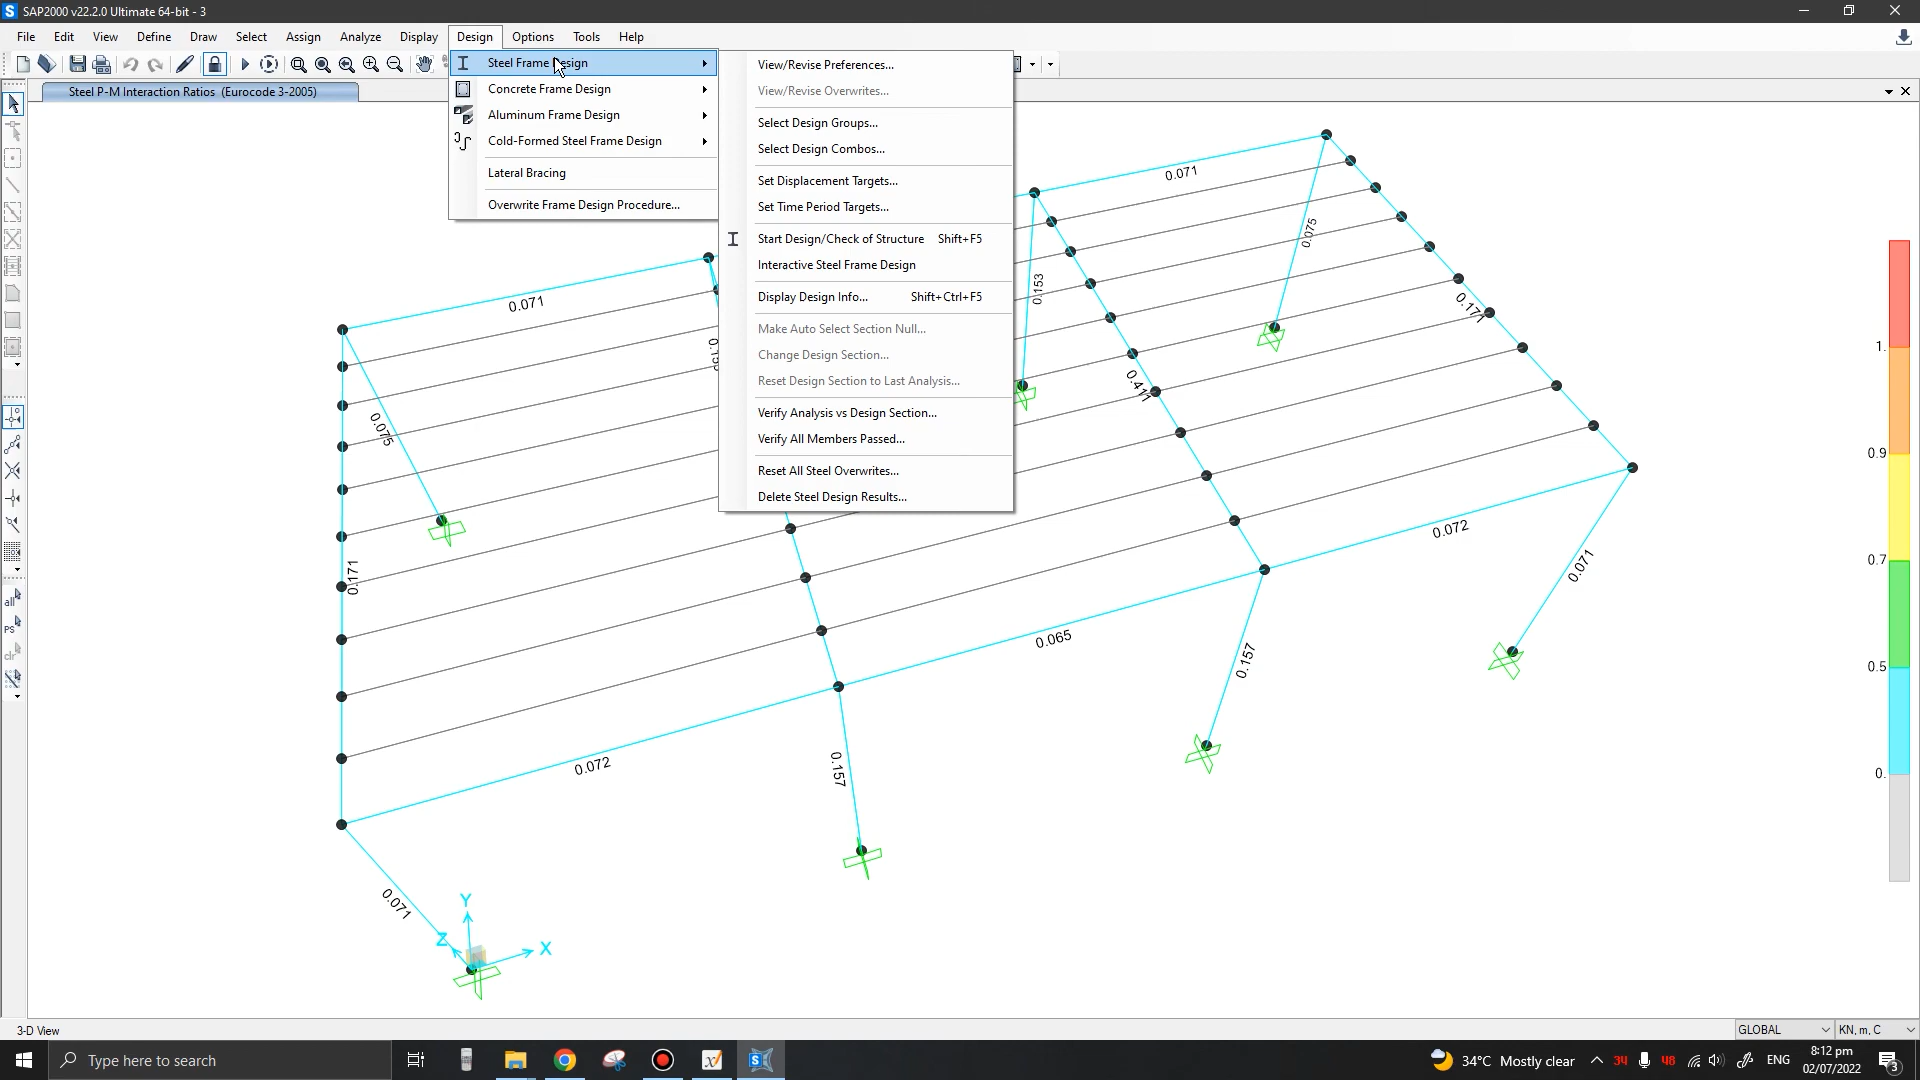 SAP2000 v22.2.0 Ultimate 64-bit - 3
File Edit View Define Draw Select Assign Analyze Display Design Options Tools Help
Steel P-M Interaction Ratios (Eurocode 3-2005)
Steel Frame Design
Concrete Frame Design
Aluminum Frame Design
Cold-Formed Steel Frame Design
Lateral Bracing
Overwrite Frame Design Procedure...
View/Revise Preferences...
View/Revise Overwrites...
Select Design Groups...
Select Design Combos...
Set Displacement Targets...
Set Time Period Targets...
Start Design/Check of Structure Shift+F5
Interactive Steel Frame Design
Display Design Info... Shift+Ctrl+F5
Make Auto Select Section Null...
Change Design Section...
Reset Design Section to Last Analysis...
Verify Analysis vs Design Section...
Verify All Members Passed...
Reset All Steel Overwrites...
Delete Steel Design Results...
0.071
0.075
0.153
0.071
0.171
0.411
0.075
0.171
0.072
0.071
0.065
0.157
0.072
0.157
0.071
1.
0.9
0.7
0.5
0.
all
PS
clr
Y
Z
X
3-D View
GLOBAL
KN, m, C
Type here to search
34°C Mostly clear
34
48
ENG
8:12 pm
02/07/2022
3